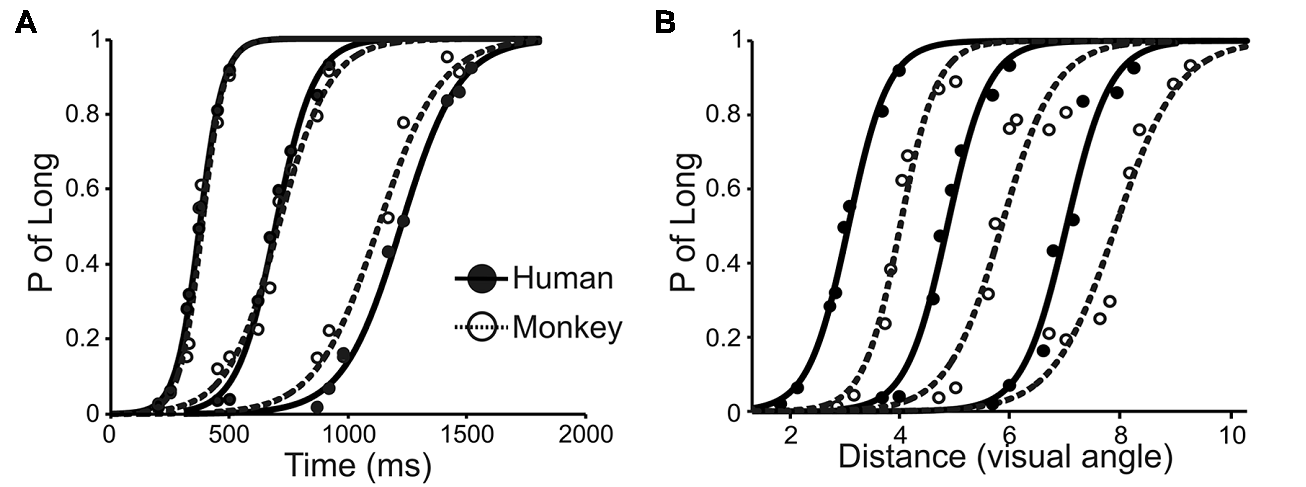 A
P of Long
1
0.8
0.6
0.4
0.2
0
0 500 1000 1500 2000
Time (ms)
Human
Monkey
B
P of Long
1
0.8
0.6
0.4
0.2
0
2 4 6 8 10
Distance (visual angle)